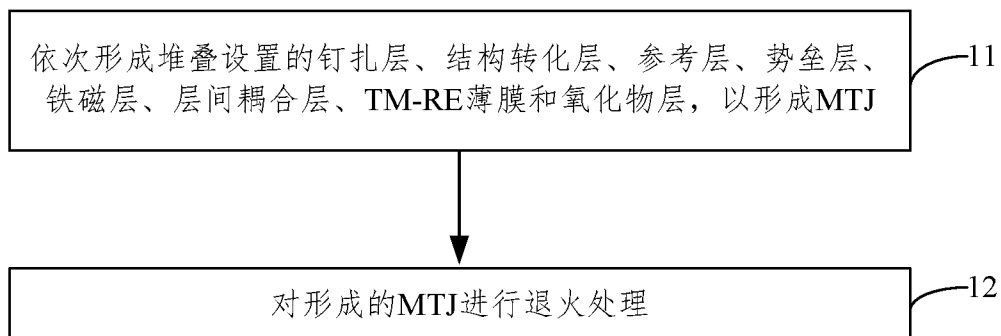 依次形成堆叠设置的钉扎层、结构转化层、参考层、势垒层、
铁磁层、层间耦合层、TM-RE薄膜和氧化物层，以形成MTJ
11
对形成的MTJ进行退火处理
12